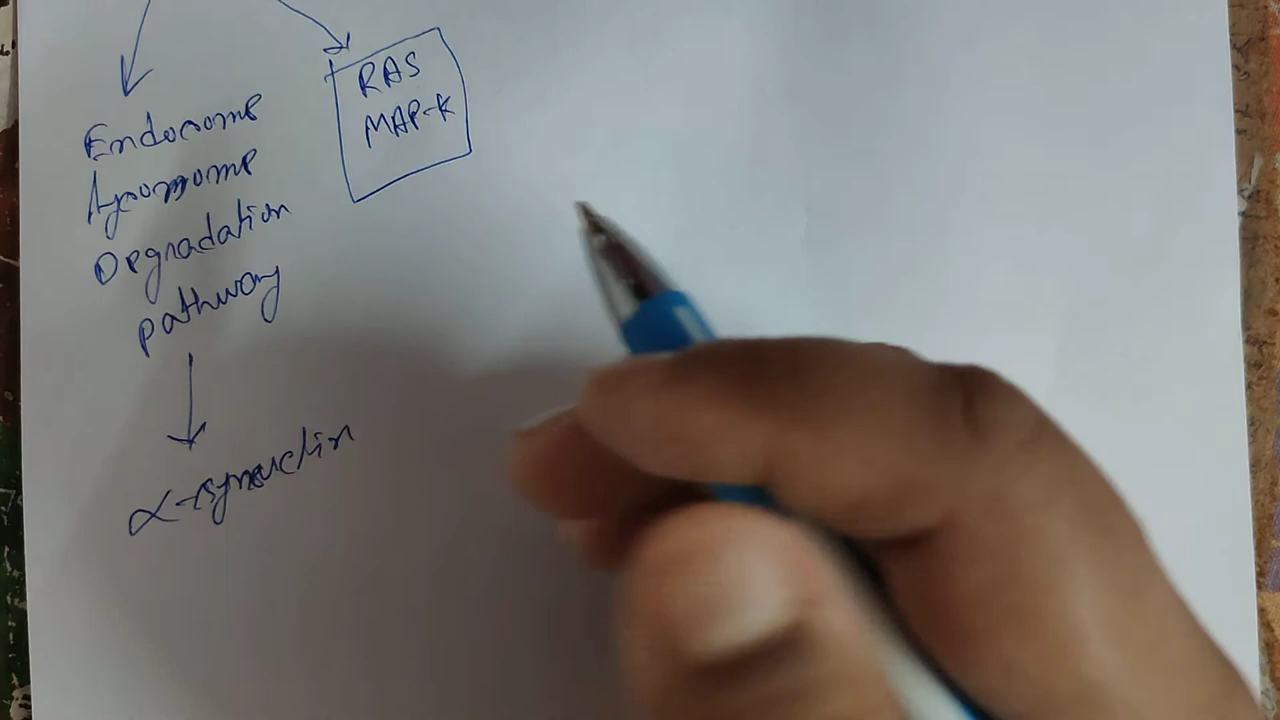 Endosome
Lysosome
Degradation
pathway
α-synuclin
RAS
MAP-K